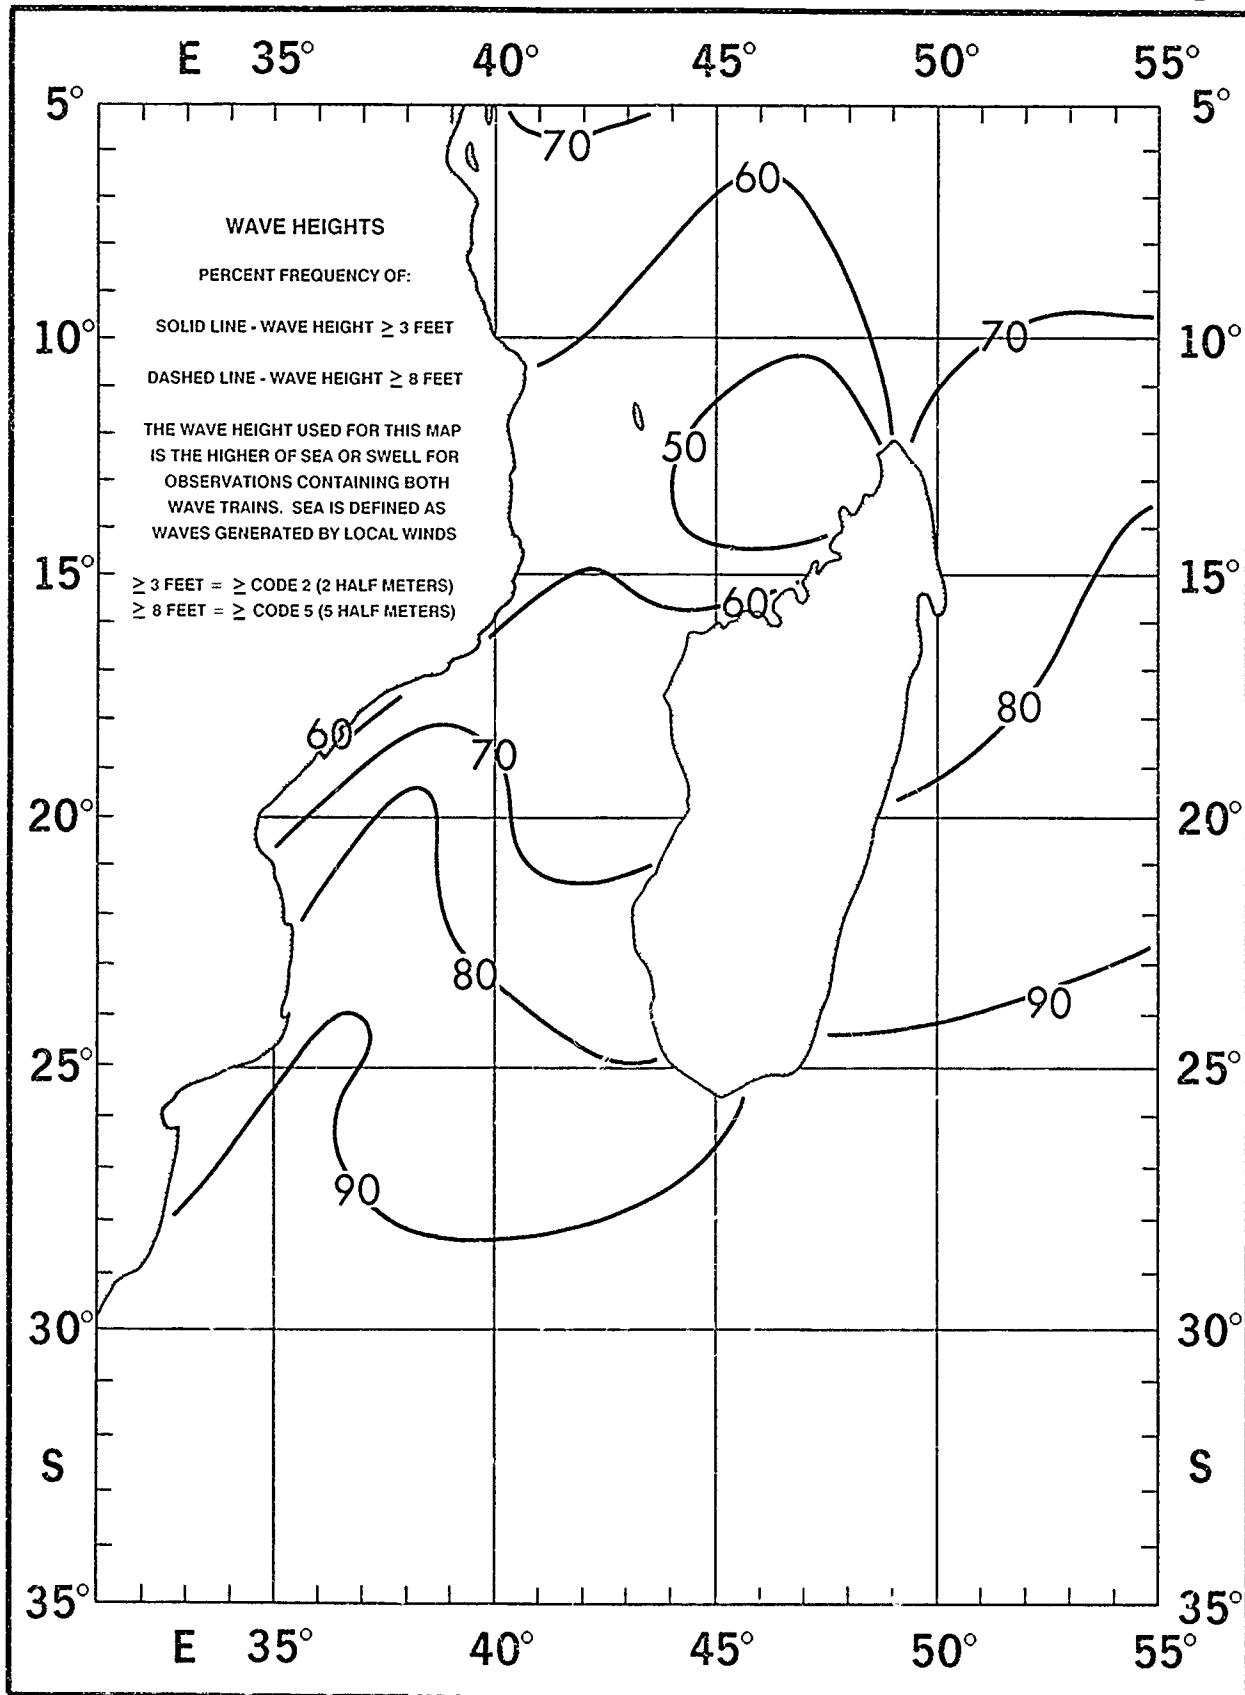 E 35° 40° 45° 50° 55°
5° 5°
70
60
WAVE HEIGHTS
PERCENT FREQUENCY OF:
SOLID LINE - WAVE HEIGHT ≥ 3 FEET
10° 70 10°
DASHED LINE - WAVE HEIGHT ≥ 8 FEET
THE WAVE HEIGHT USED FOR THIS MAP
50
IS THE HIGHER OF SEA OR SWELL FOR
OBSERVATIONS CONTAINING BOTH
WAVE TRAINS. SEA IS DEFINED AS
WAVES GENERATED BY LOCAL WINDS
15° 15°
≥ 3 FEET = ≥ CODE 2 (2 HALF METERS)
60
≥ 8 FEET = ≥ CODE 5 (5 HALF METERS)
80
60
70
20° 20°
80
90
25° 25°
90
30° 30°
S S
35° 35°
E 35° 40° 45° 50° 55°